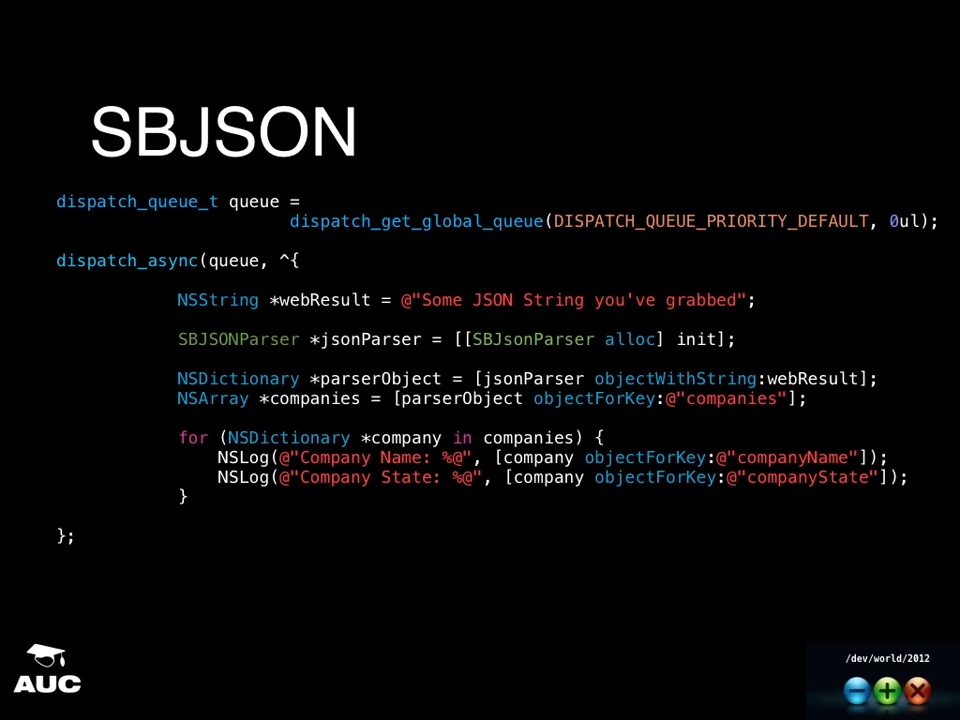 SBJSON
dispatch_queue_t queue =
dispatch_get_global_queue(DISPATCH_QUEUE_PRIORITY_DEFAULT, 0ul);
dispatch_async(queue, ^{
NSString *webResult = @"Some JSON String you've grabbed";
SBJSONParser *jsonParser = [[SBJsonParser alloc] init];
NSDictionary *parserObject = [jsonParser objectWithString:webResult];
NSArray *companies = [parserObject objectForKey:@"companies"];
for (NSDictionary *company in companies) {
NSLog(@"Company Name: %@", [company objectForKey:@"companyName"]);
NSLog(@"Company State: %@", [company objectForKey:@"companyState"]);
}
};
AUC
/dev/world/2012